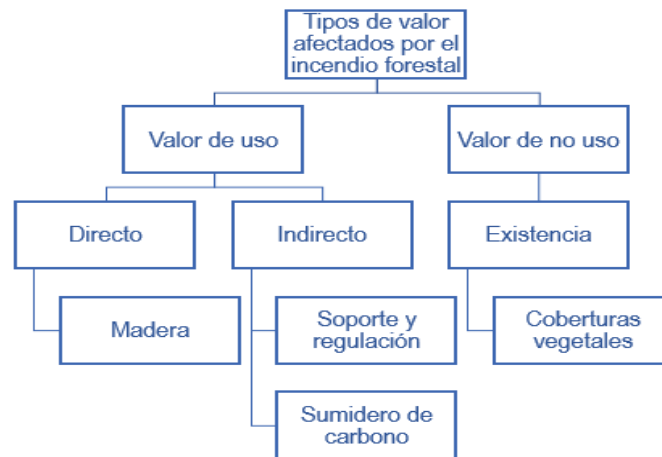 Tipos de valor
afectados por el
incendio forestal
Valor de uso
Valor de no uso
Directo
Indirecto
Existencia
Madera
Soporte y
regulación
Coberturas
vegetales
Sumidero de
carbono